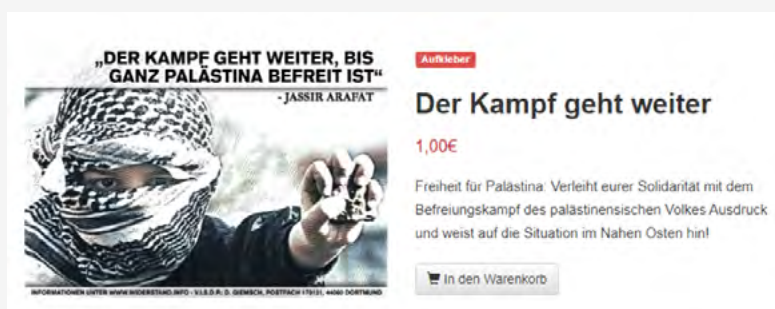 „DER KAMPF GEHT WEITER, BIS
GANZ PALÄSTINA BEFREIT IST“
- JASSIR ARAFAT
INFORMATIONEN UNTER WWW.WIDERSTAND.INFO - V.I.S.D.P.: D. GIEMSCH, POSTFACH 170131, 44060 DORTMUND
Aufkleber
Der Kampf geht weiter
1,00€
Freiheit für Palästina: Verleiht eurer Solidarität mit dem
Befreiungskampf des palästinensischen Volkes Ausdruck
und weist auf die Situation im Nahen Osten hin!
In den Warenkorb